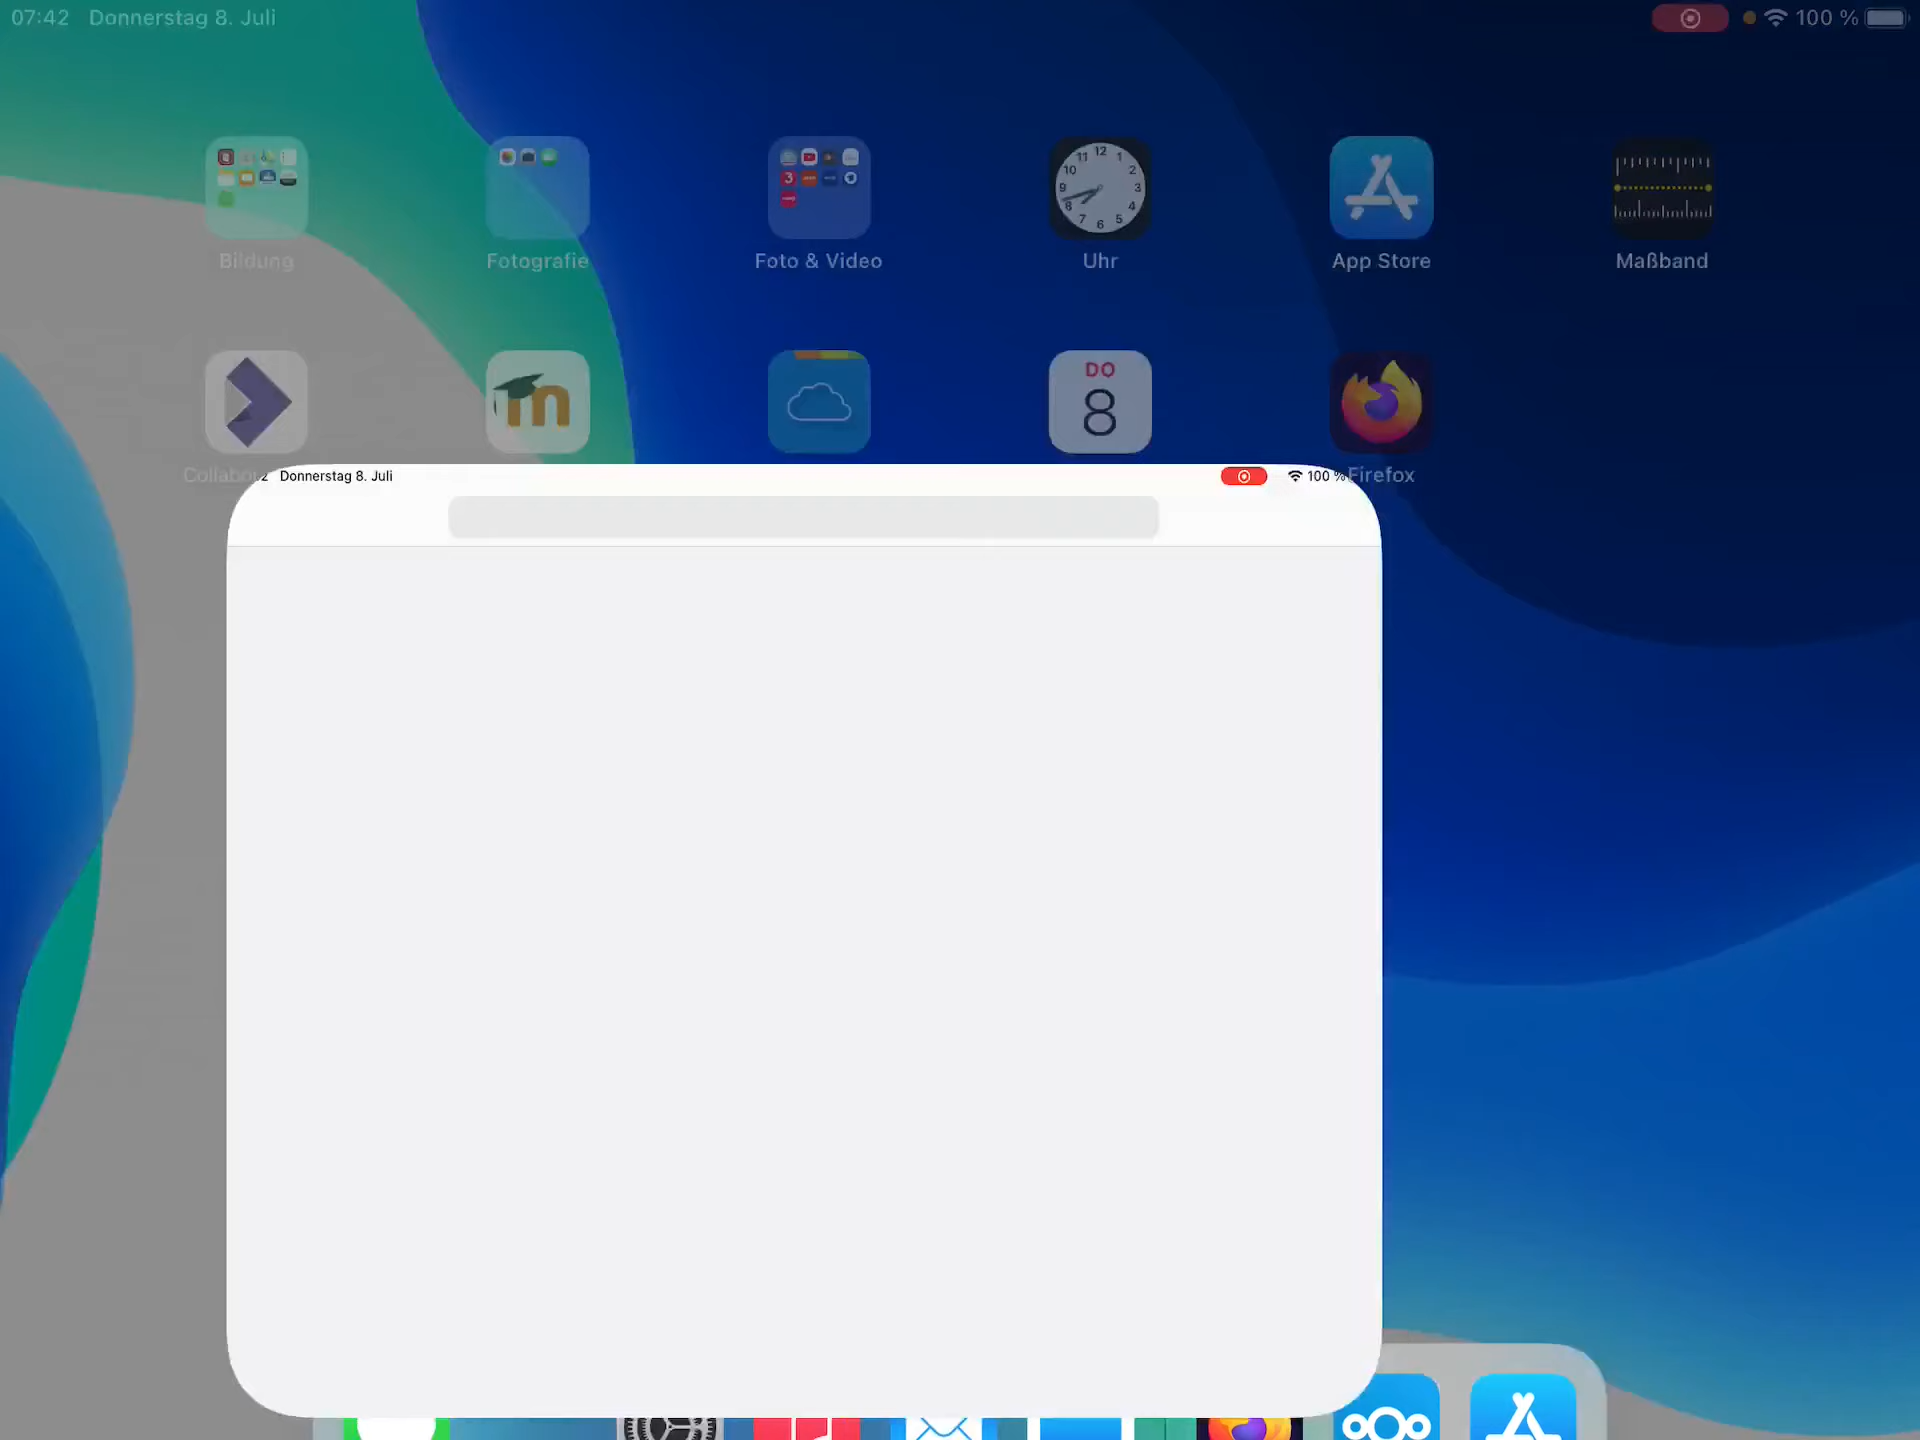 07:42 Donnerstag 8. Juli 100 %
Bildung Fotografie Foto & Video Uhr App Store Maßband
DO
8
Firefox
Donnerstag 8. Juli 100 %